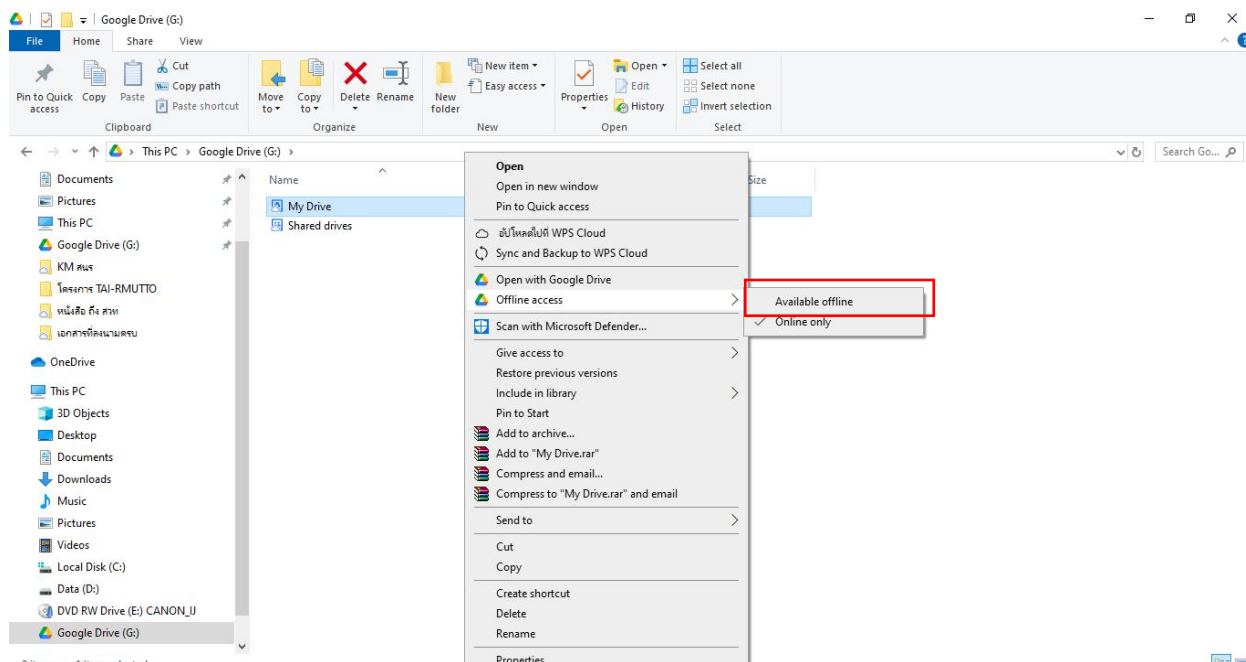 Google Drive (G:)
File Home Share View
Pin to Quick access
Copy
Paste
Cut
Copy path
Paste shortcut
Clipboard
Move to
Copy to
Delete
Rename
Organize
New folder
New item
Easy access
New
Properties
Open
Edit
History
Open
Select all
Select none
Invert selection
Select
This PC > Google Drive (G:) >
Search Go...
Documents
Pictures
This PC
Google Drive (G:)
KM สนร
โครงการ TAI-RMUTTO
หนังสือ ถึง สวท
เอกสารที่ลงนามครบ
OneDrive
This PC
3D Objects
Desktop
Documents
Downloads
Music
Pictures
Videos
Local Disk (C:)
Data (D:)
DVD RW Drive (E:) CANON_IJ
Google Drive (G:)
Name
Size
My Drive
Shared drives
Open
Open in new window
Pin to Quick access
อัปโหลดไปที่ WPS Cloud
Sync and Backup to WPS Cloud
Open with Google Drive
Offline access
Scan with Microsoft Defender...
Give access to
Restore previous versions
Include in library
Pin to Start
Add to archive...
Add to "My Drive.rar"
Compress and email...
Compress to "My Drive.rar" and email
Send to
Cut
Copy
Create shortcut
Delete
Rename
Properties
Available offline
Online only